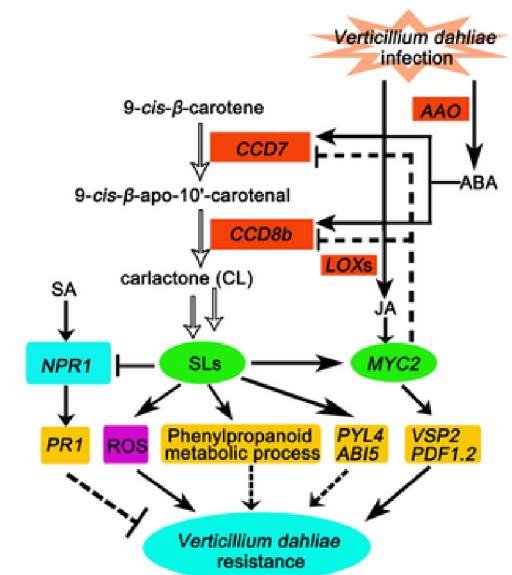 Verticillium dahliae
infection
AAO
9-cis-β-carotene
CCD7
ABA
9-cis-β-apo-10'-carotenal
CCD8b
LOXs
carlactone (CL)
SA
JA
NPR1
SLs
MYC2
PR1
ROS
Phenylpropanoid
metabolic process
PYL4
ABI5
VSP2
PDF1.2
Verticillium dahliae
resistance